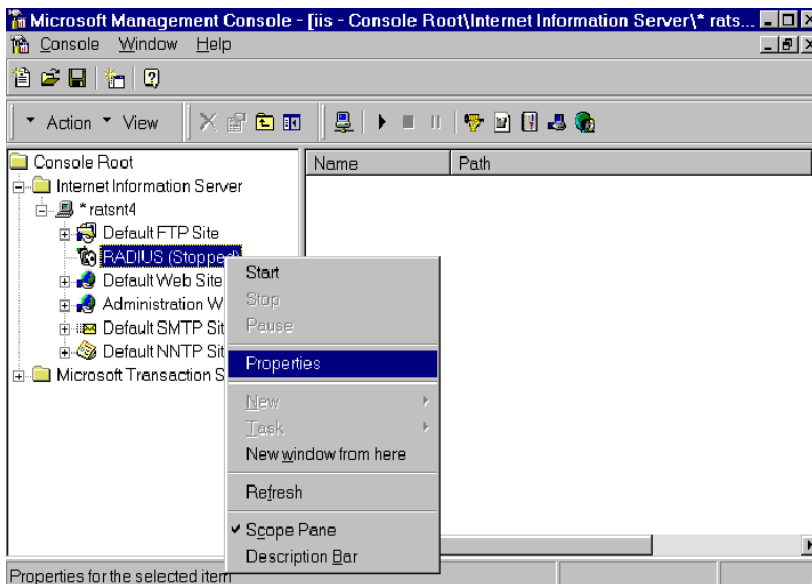 Microsoft Management Console - [iis - Console Root\Internet Information Server\* rats...
Console Window Help
Action View
Console Root
Internet Information Server
* ratsnt4
Default FTP Site
RADIUS (Stopped)
Default Web Site
Administration W
Default SMTP Sit
Default NNTP Sit
Microsoft Transaction S
Name Path
Start
Stop
Pause
Properties
New
Task
New window from here
Refresh
Scope Pane
Description Bar
Properties for the selected item